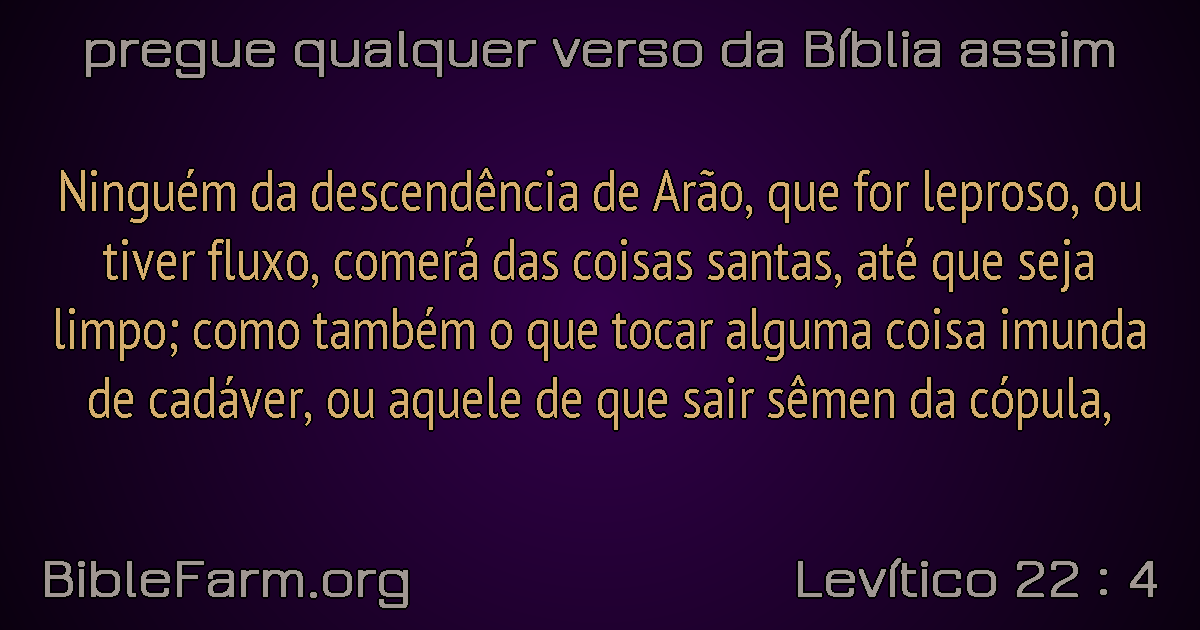 pregue qualquer verso da Bíblia assim
Ninguém da descendência de Arão, que for leproso, ou
tiver fluxo, comerá das coisas santas, até que seja
limpo; como também o que tocar alguma coisa imunda
de cadáver, ou aquele de que sair sêmen da cópula,
BibleFarm.org
Levítico 22 : 4